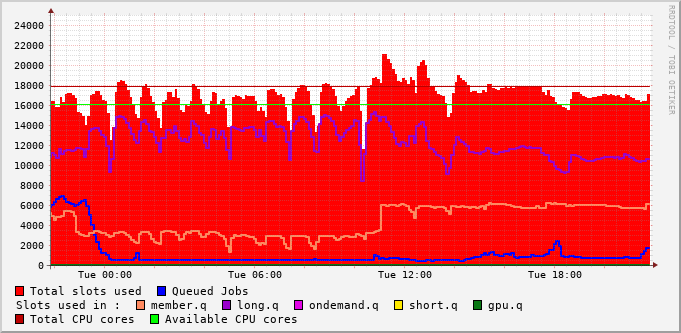 RRDTOOL / TOBI OETIKER
24000
22000
20000
18000
16000
14000
12000
10000
8000
6000
4000
2000
0
Tue 00:00 Tue 06:00 Tue 12:00 Tue 18:00
Total slots used Queued Jobs
Slots used in : member.q long.q ondemand.q short.q gpu.q
Total CPU cores Available CPU cores